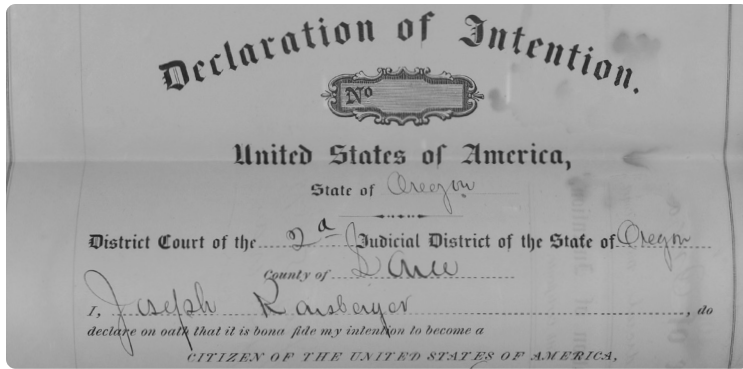 Declaration of Intention.
No
United States of America,
State of Oregon
District Court of the 2d Judicial District of the State of Oregon
County of Lane
I, Joseph Ransberger, do
declare on oath that it is bona fide my intention to become a
CITIZEN OF THE UNITED STATES OF AMERICA,